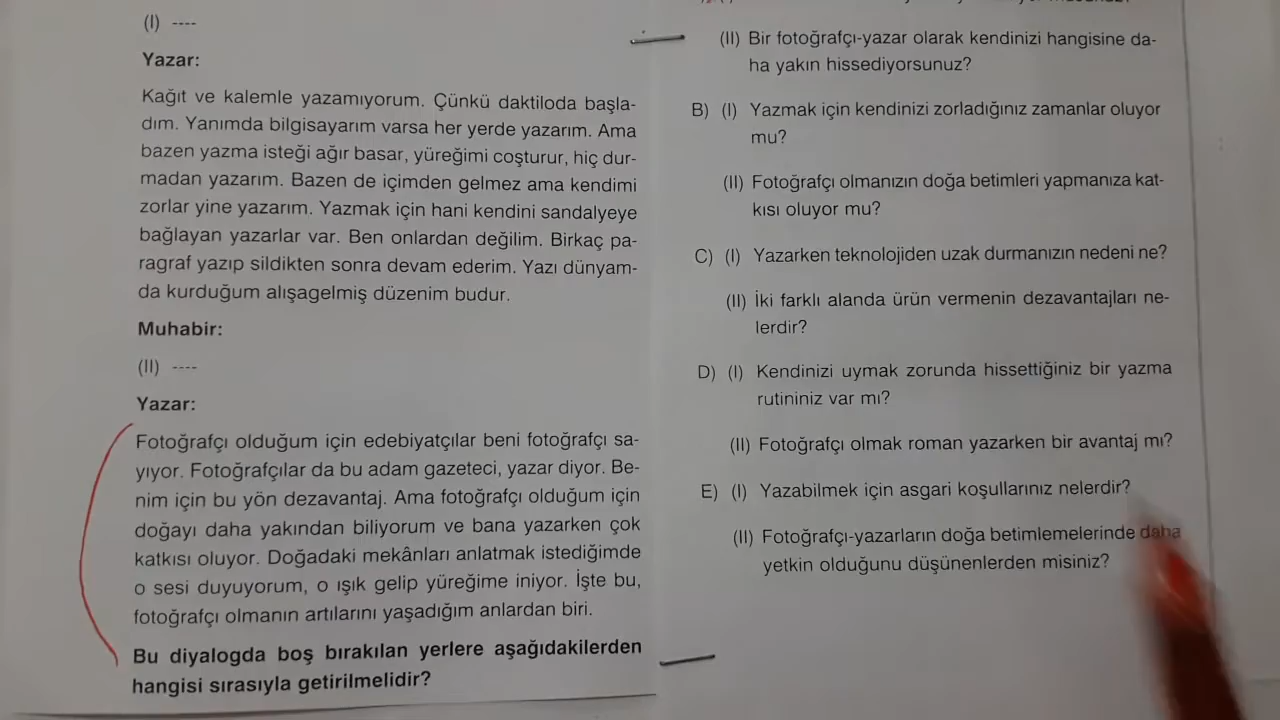 (I) ----
Yazar:
Kağıt ve kalemle yazamıyorum. Çünkü daktiloda başla-
dım. Yanımda bilgisayarım varsa her yerde yazarım. Ama
bazen yazma isteği ağır basar, yüreğimi coşturur, hiç dur-
madan yazarım. Bazen de içimden gelmez ama kendimi
zorlar yine yazarım. Yazmak için hani kendini sandalyeye
bağlayan yazarlar var. Ben onlardan değilim. Birkaç pa-
ragraf yazıp sildikten sonra devam ederim. Yazı dünyam-
da kurduğum alışagelmiş düzenim budur.
Muhabir:
(II) ----
Yazar:
Fotoğrafçı olduğum için edebiyatçılar beni fotoğrafçı sa-
yıyor. Fotoğrafçılar da bu adam gazeteci, yazar diyor. Be-
nim için bu yön dezavantaj. Ama fotoğrafçı olduğum için
doğayı daha yakından biliyorum ve bana yazarken çok
katkısı oluyor. Doğadaki mekânları anlatmak istediğimde
o sesi duyuyorum, o ışık gelip yüreğime iniyor. İşte bu,
fotoğrafçı olmanın artılarını yaşadığım anlardan biri.
Bu diyalogda boş bırakılan yerlere aşağıdakilerden
hangisi sırasıyla getirilmelidir?
(II) Bir fotoğrafçı-yazar olarak kendinizi hangisine da-
ha yakın hissediyorsunuz?
B) (I) Yazmak için kendinizi zorladığınız zamanlar oluyor
mu?
(II) Fotoğrafçı olmanızın doğa betimleri yapmanıza kat-
kısı oluyor mu?
C) (I) Yazarken teknolojiden uzak durmanızın nedeni ne?
(II) İki farklı alanda ürün vermenin dezavantajları ne-
lerdir?
D) (I) Kendinizi uymak zorunda hissettiğiniz bir yazma
rutininiz var mı?
(II) Fotoğrafçı olmak roman yazarken bir avantaj mı?
E) (I) Yazabilmek için asgari koşullarınız nelerdir?
(II) Fotoğrafçı-yazarların doğa betimlemelerinde daha
yetkin olduğunu düşünenlerden misiniz?